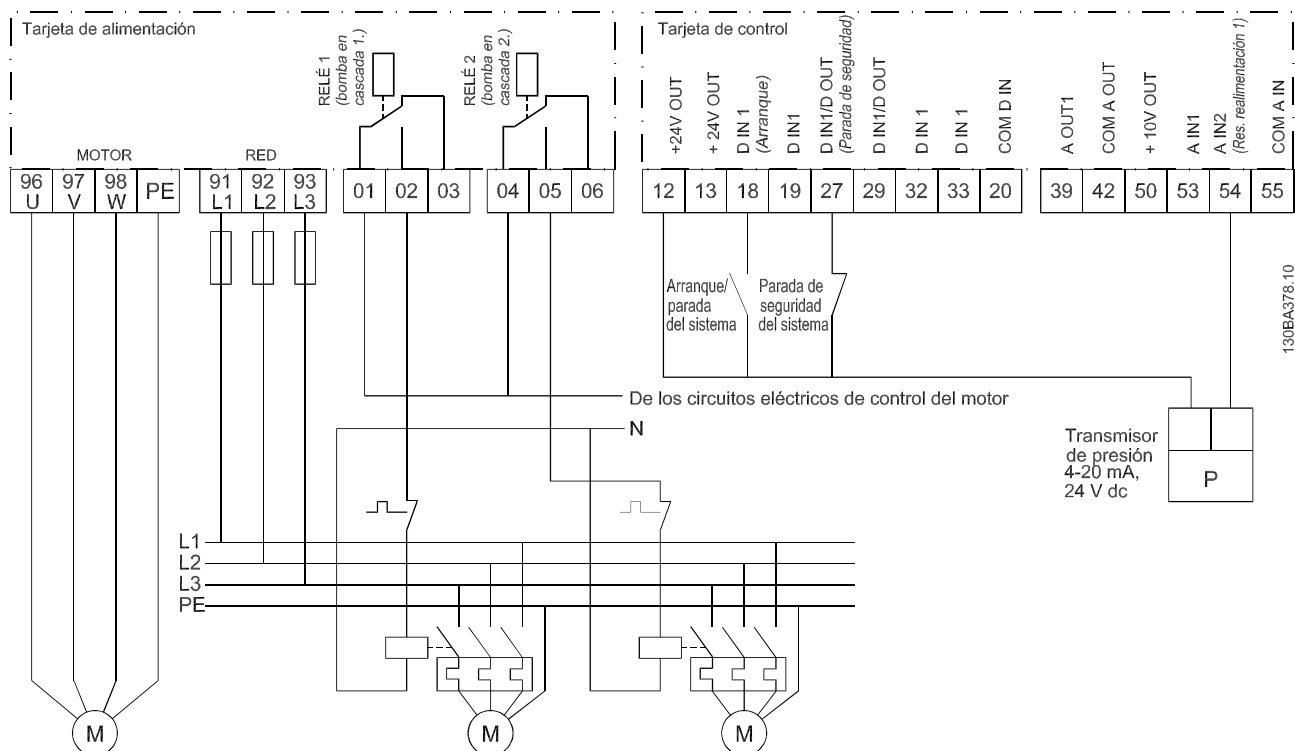 Tarjeta de alimentación
RELÉ 1
(bomba en
cascada 1.)
RELÉ 2
(bomba en
cascada 2.)
MOTOR
RED
96
U
97
V
98
W
PE
91
L1
92
L2
93
L3
01
02
03
04
05
06
Tarjeta de control
+24V OUT
+ 24V OUT
D IN 1
(Arranque)
D IN1
D IN1/D OUT
(Parada de seguridad)
D IN1/D OUT
D IN 1
D IN 1
COM D IN
A OUT1
COM A OUT
+ 10V OUT
A IN1
A IN2
(Res. realimentación 1)
COM A IN
12
13
18
19
27
29
32
33
20
39
42
50
53
54
55
Arranque/
parada
del sistema
Parada de
seguridad
del sistema
De los circuitos eléctricos de control del motor
N
Transmisor
de presión
4-20 mA,
24 V dc
P
130BA378.10
L1
L2
L3
PE
M
M
M